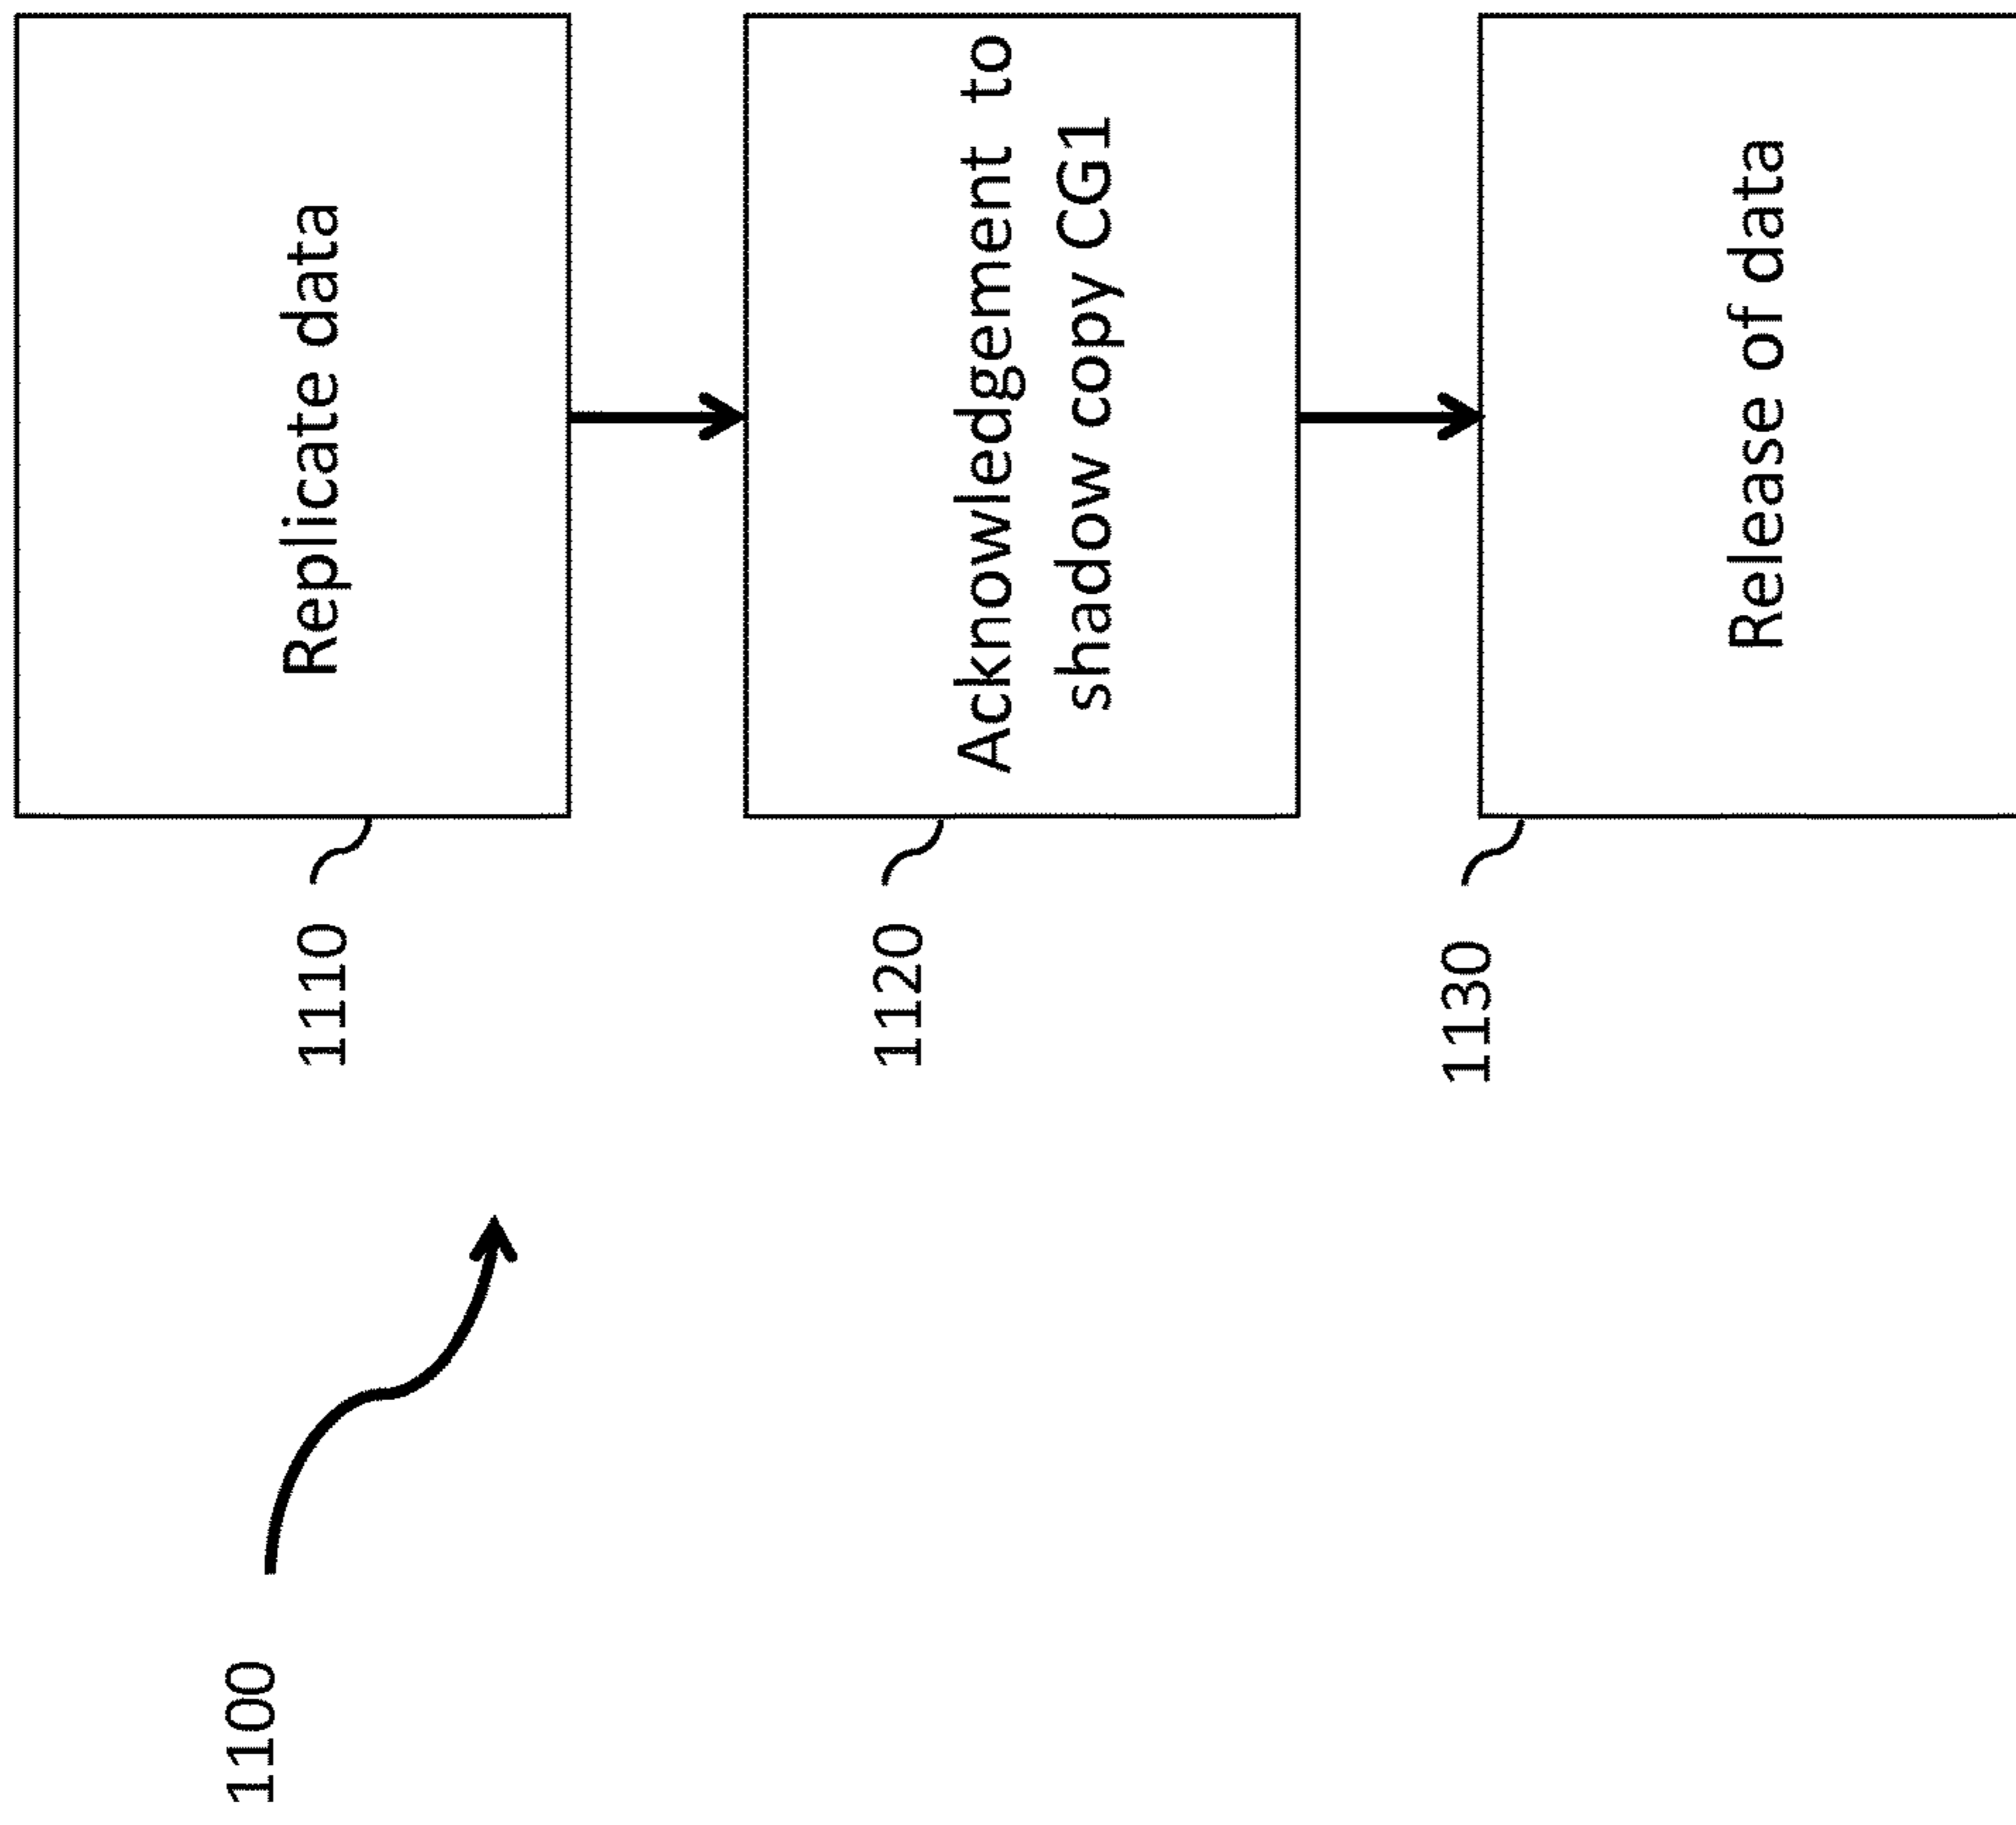 1100
1110
Replicate data
1120
Acknowledgement to
shadow copy CG1
1130
Release of data